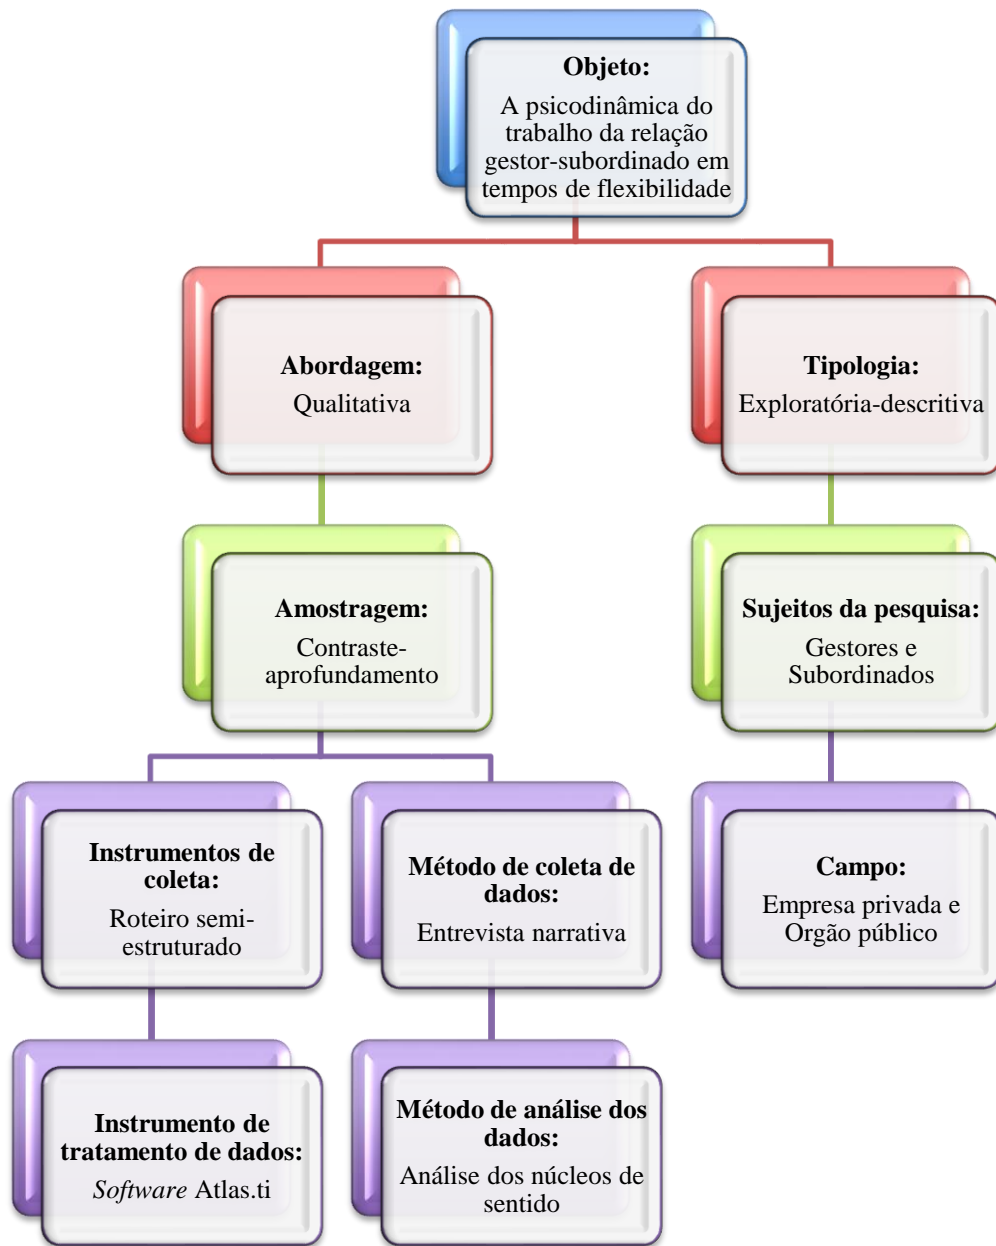 Objeto:
A psicodinâmica do
trabalho da relação
gestor-subordinado em
tempos de flexibilidade
Abordagem:
Qualitativa
Tipologia:
Exploratória-descritiva
Amostragem:
Contraste-
aprofundamento
Sujeitos da pesquisa:
Gestores e
Subordinados
Instrumentos de
coleta:
Roteiro semi-
estruturado
Método de coleta de
dados:
Entrevista narrativa
Campo:
Empresa privada e
Orgão público
Instrumento de
tratamento de dados:
Software Atlas.ti
Método de análise dos
dados:
Análise dos núcleos de
sentido